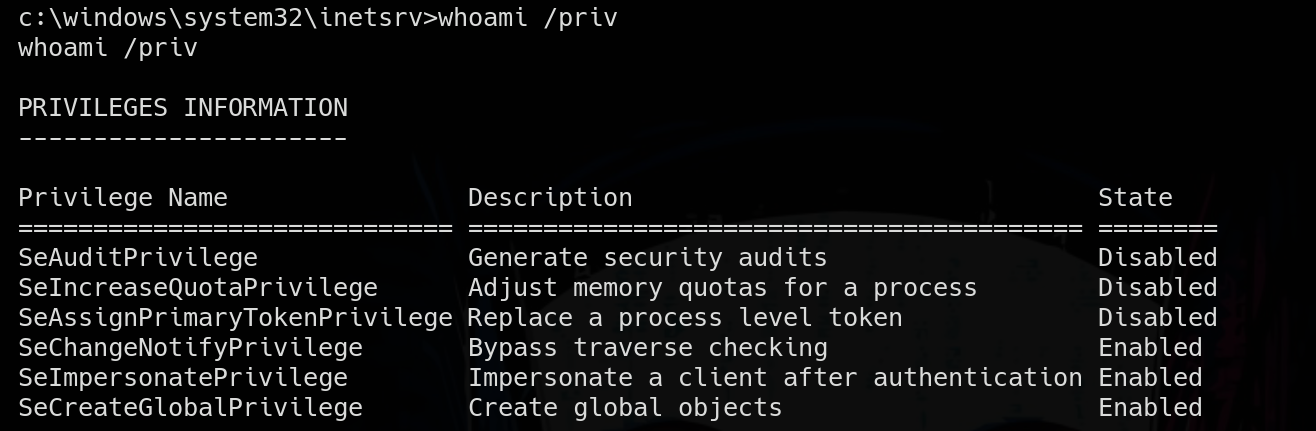 c:\windows\system32\inetsrv>whoami /priv
whoami /priv
PRIVILEGES INFORMATION
----------------------
Privilege Name                Description                               State
============================= ========================================= ========
SeAuditPrivilege              Generate security audits                  Disabled
SeIncreaseQuotaPrivilege      Adjust memory quotas for a process        Disabled
SeAssignPrimaryTokenPrivilege Replace a process level token             Disabled
SeChangeNotifyPrivilege       Bypass traverse checking                  Enabled
SeImpersonatePrivilege        Impersonate a client after authentication Enabled
SeCreateGlobalPrivilege       Create global objects                     Enabled